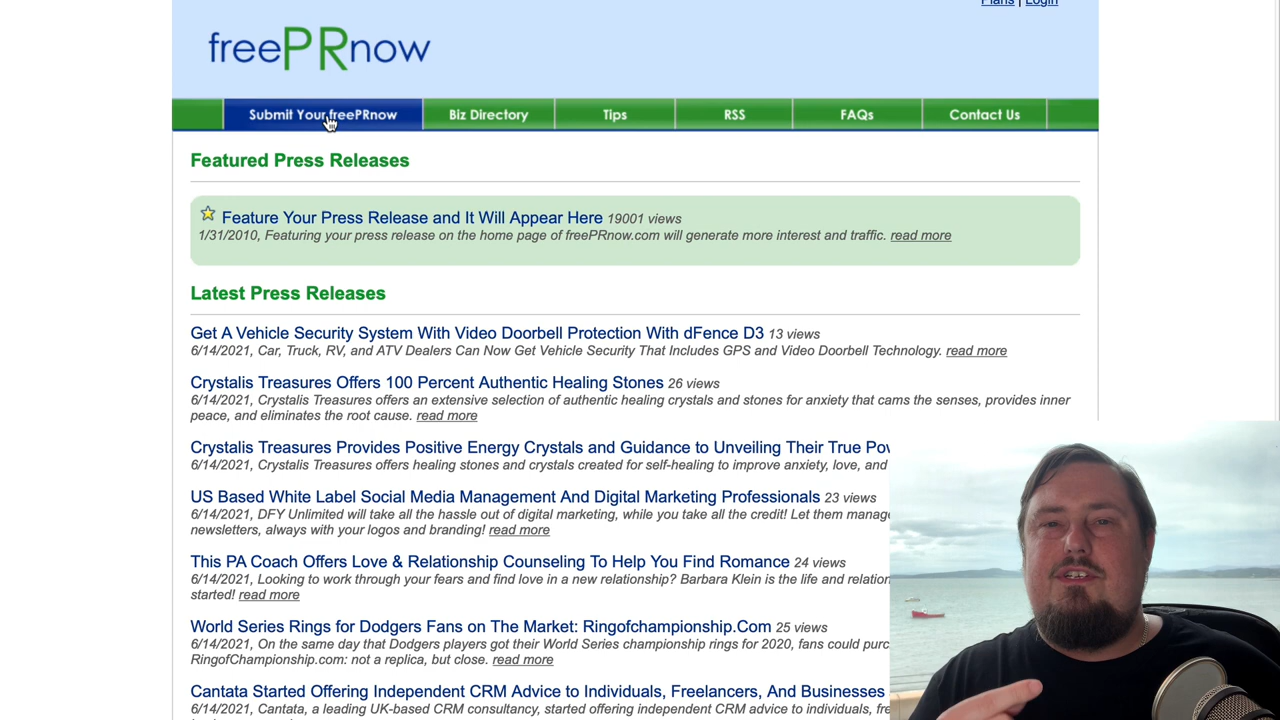 Plans | Login
freePRnow
Submit Your freePRnow
Biz Directory
Tips
RSS
FAQs
Contact Us
Featured Press Releases
Feature Your Press Release and It Will Appear Here 19001 views
1/31/2010, Featuring your press release on the home page of freePRnow.com will generate more interest and traffic. read more
Latest Press Releases
Get A Vehicle Security System With Video Doorbell Protection With dFence D3 13 views
6/14/2021, Car, Truck, RV, and ATV Dealers Can Now Get Vehicle Security That Includes GPS and Video Doorbell Technology. read more
Crystalis Treasures Offers 100 Percent Authentic Healing Stones 26 views
6/14/2021, Crystalis Treasures offers an extensive selection of authentic healing crystals and stones for anxiety that cams the senses, provides inner
peace, and eliminates the root cause. read more
Crystalis Treasures Provides Positive Energy Crystals and Guidance to Unveiling Their True Pov
6/14/2021, Crystalis Treasures offers healing stones and crystals created for self-healing to improve anxiety, love, and
US Based White Label Social Media Management And Digital Marketing Professionals 23 views
6/14/2021, DFY Unlimited will take all the hassle out of digital marketing, while you take all the credit! Let them manag
newsletters, always with your logos and branding! read more
This PA Coach Offers Love & Relationship Counseling To Help You Find Romance 24 views
6/14/2021, Looking to work through your fears and find love in a new relationship? Barbara Klein is the life and relation
started! read more
World Series Rings for Dodgers Fans on The Market: Ringofchampionship.Com 25 views
6/14/2021, On the same day that Dodgers players got their World Series championship rings for 2020, fans could purc
RingofChampionship.com: not a replica, but close. read more
Cantata Started Offering Independent CRM Advice to Individuals, Freelancers, And Businesses
6/14/2021, Cantata, a leading UK-based CRM consultancy, started offering independent CRM advice to individuals, fre